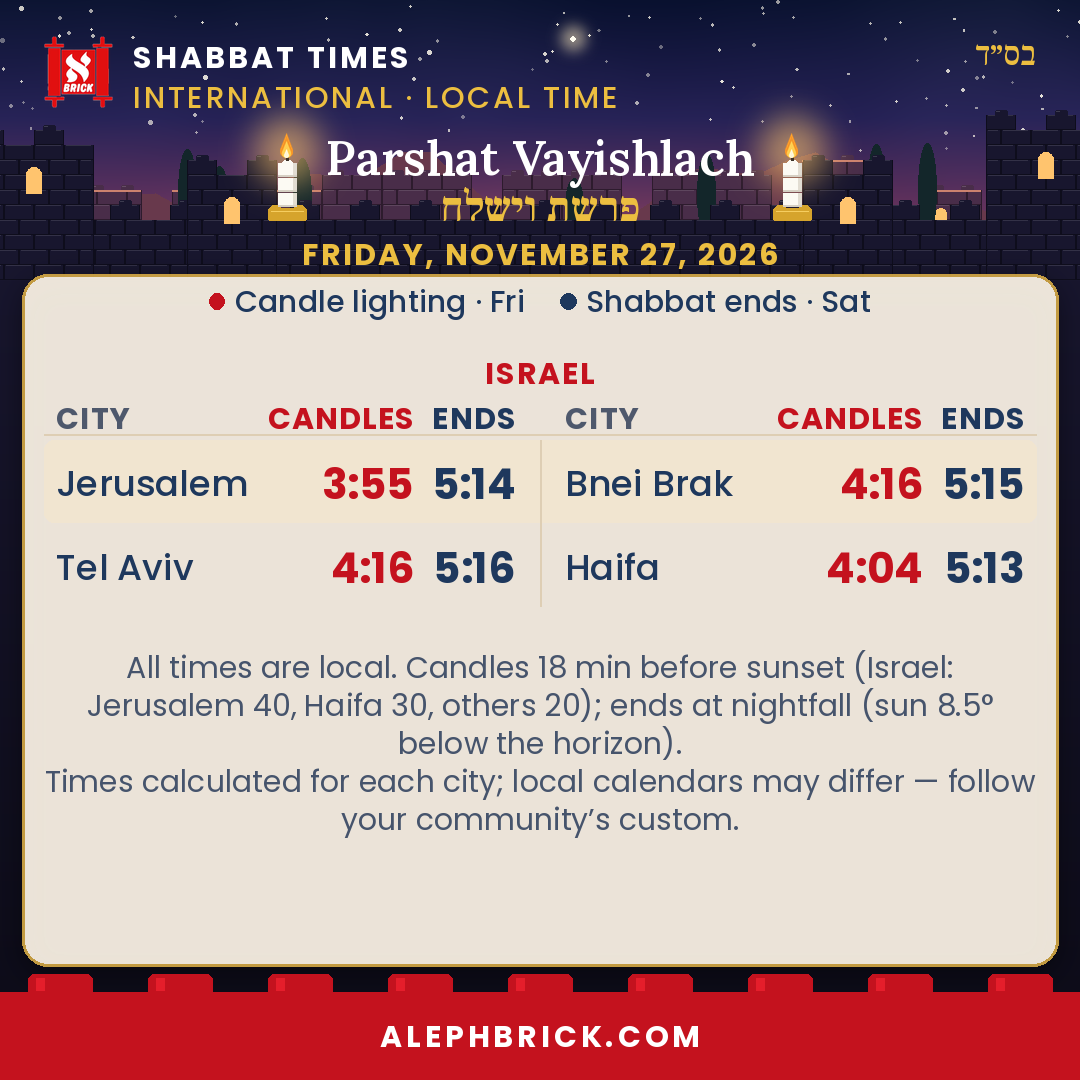 SHABBAT TIMES
בס״ד
INTERNATIONAL · LOCAL TIME
א
BRICK
Parshat Vayishlach
פרשת וישלח
FRIDAY, NOVEMBER 27, 2026
Candle lighting · Fri Shabbat ends · Sat
ISRAEL
CITY CANDLES ENDS CITY CANDLES ENDS
Jerusalem 3:55 5:14 Bnei Brak 4:16 5:15
Tel Aviv 4:16 5:16 Haifa 4:04 5:13
All times are local. Candles 18 min before sunset (Israel:
Jerusalem 40, Haifa 30, others 20); ends at nightfall (sun 8.5°
below the horizon).
Times calculated for each city; local calendars may differ — follow
your community’s custom.
ALEPHBRICK.COM